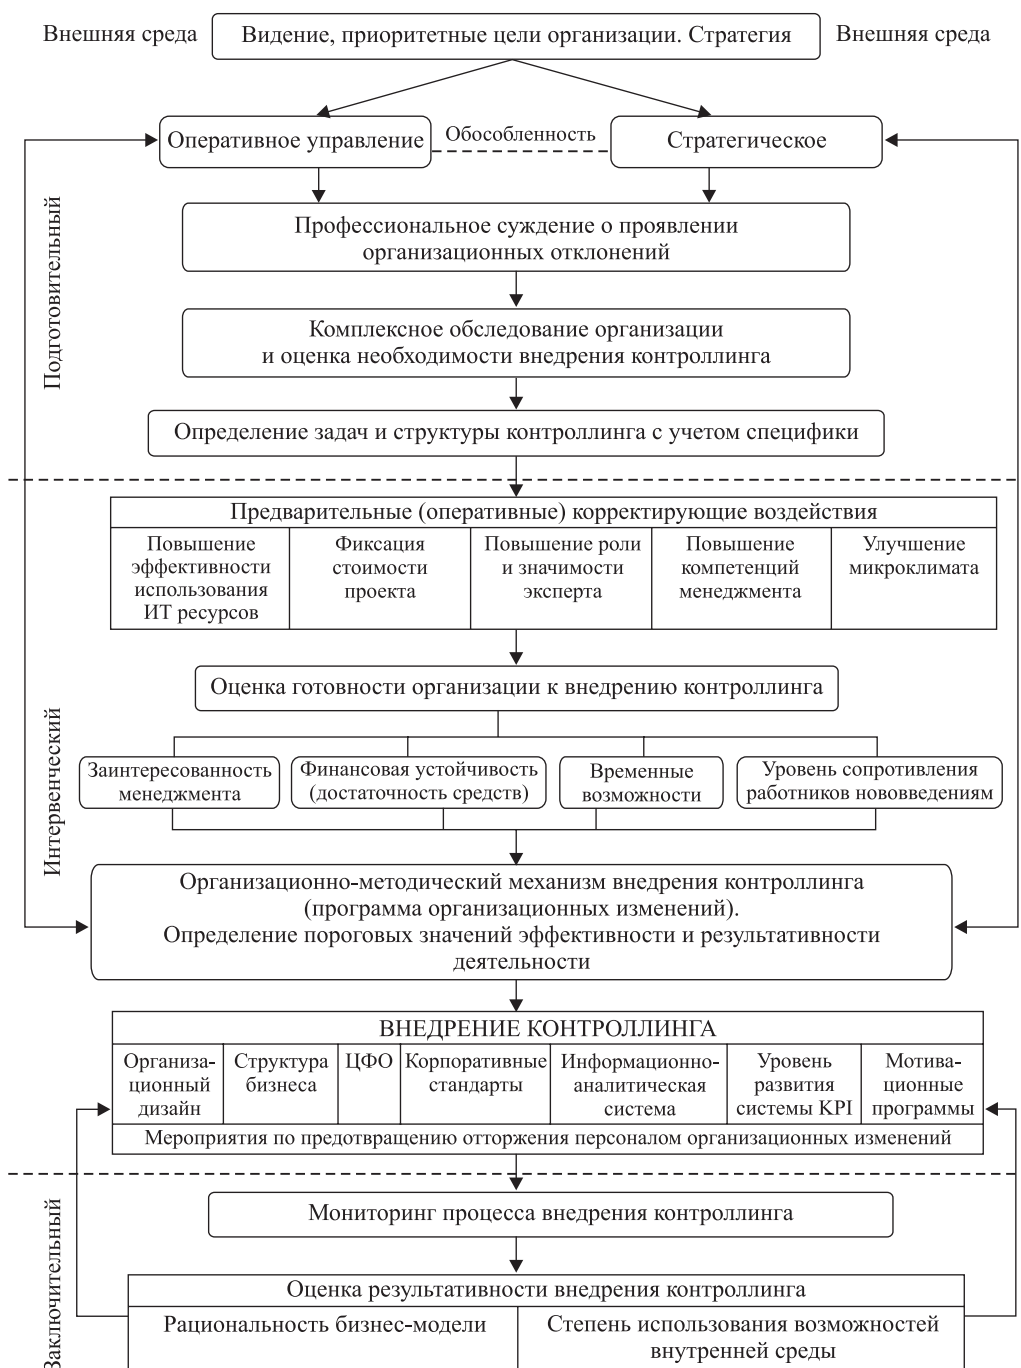 Внешняя среда
Видение, приоритетные цели организации. Стратегия
Внешняя среда
Оперативное управление
Обособленность
Стратегическое
Подготовительный
Профессиональное суждение о проявлении
организационных отклонений
Комплексное обследование организации
и оценка необходимости внедрения контроллинга
Определение задач и структуры контроллинга с учетом специфики
Интервенческий
Предварительные (оперативные) корректирующие воздействия
Повышение
эффективности
использования
ИТ ресурсов
Фиксация
стоимости
проекта
Повышение роли
и значимости
эксперта
Повышение
компетенций
менеджмента
Улучшение
микроклимата
Оценка готовности организации к внедрению контроллинга
Заинтересованность
менеджмента
Финансовая устойчивость
(достаточность средств)
Временные
возможности
Уровень сопротивления
работников нововведениям
Организационно-методический механизм внедрения контроллинга
(программа организационных изменений).
Определение пороговых значений эффективности и результативности
деятельности
ВНЕДРЕНИЕ КОНТРОЛЛИНГА
Организа-
ционный
дизайн
Структура
бизнеса
ЦФО
Корпоративные
стандарты
Информационно-
аналитическая
система
Уровень
развития
системы KPI
Мотива-
ционные
программы
Мероприятия по предотвращению отторжения персоналом организационных изменений
Заключительный
Мониторинг процесса внедрения контроллинга
Оценка результативности внедрения контроллинга
Рациональность бизнес-модели
Степень использования возможностей
внутренней среды